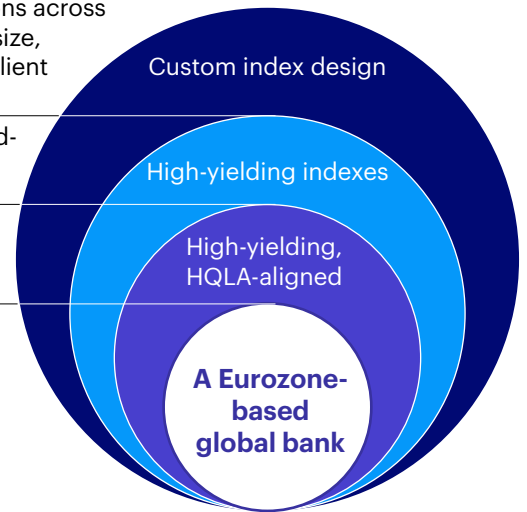 ns across
size,
lient
Custom index design
d-
High-yielding indexes
High-yielding,
HQLA-aligned
A Eurozone-
based
global bank